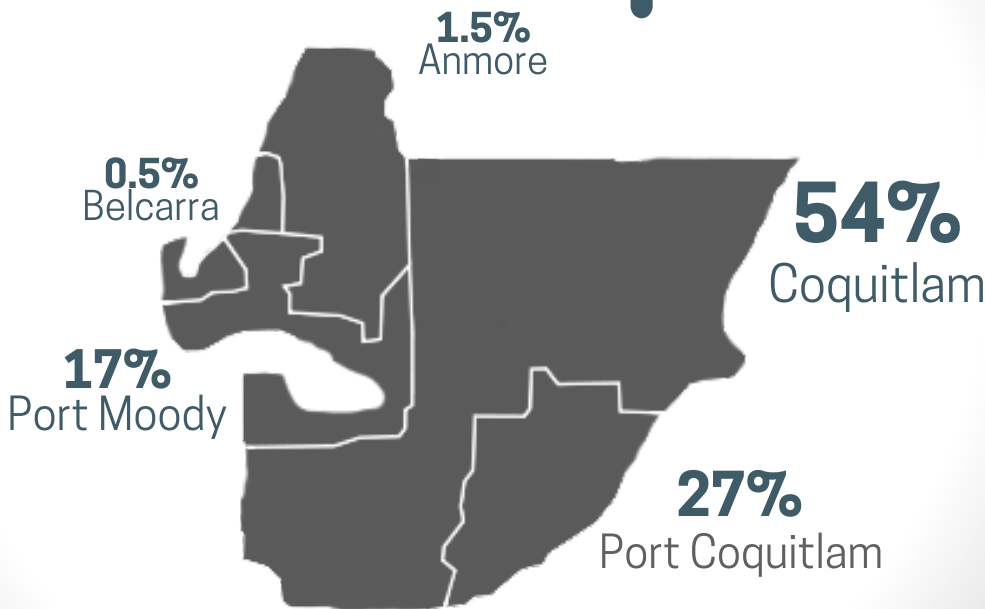 1.5%
Anmore
0.5%
Belcarra
54%
Coquitlam
17%
Port Moody
27%
Port Coquitlam